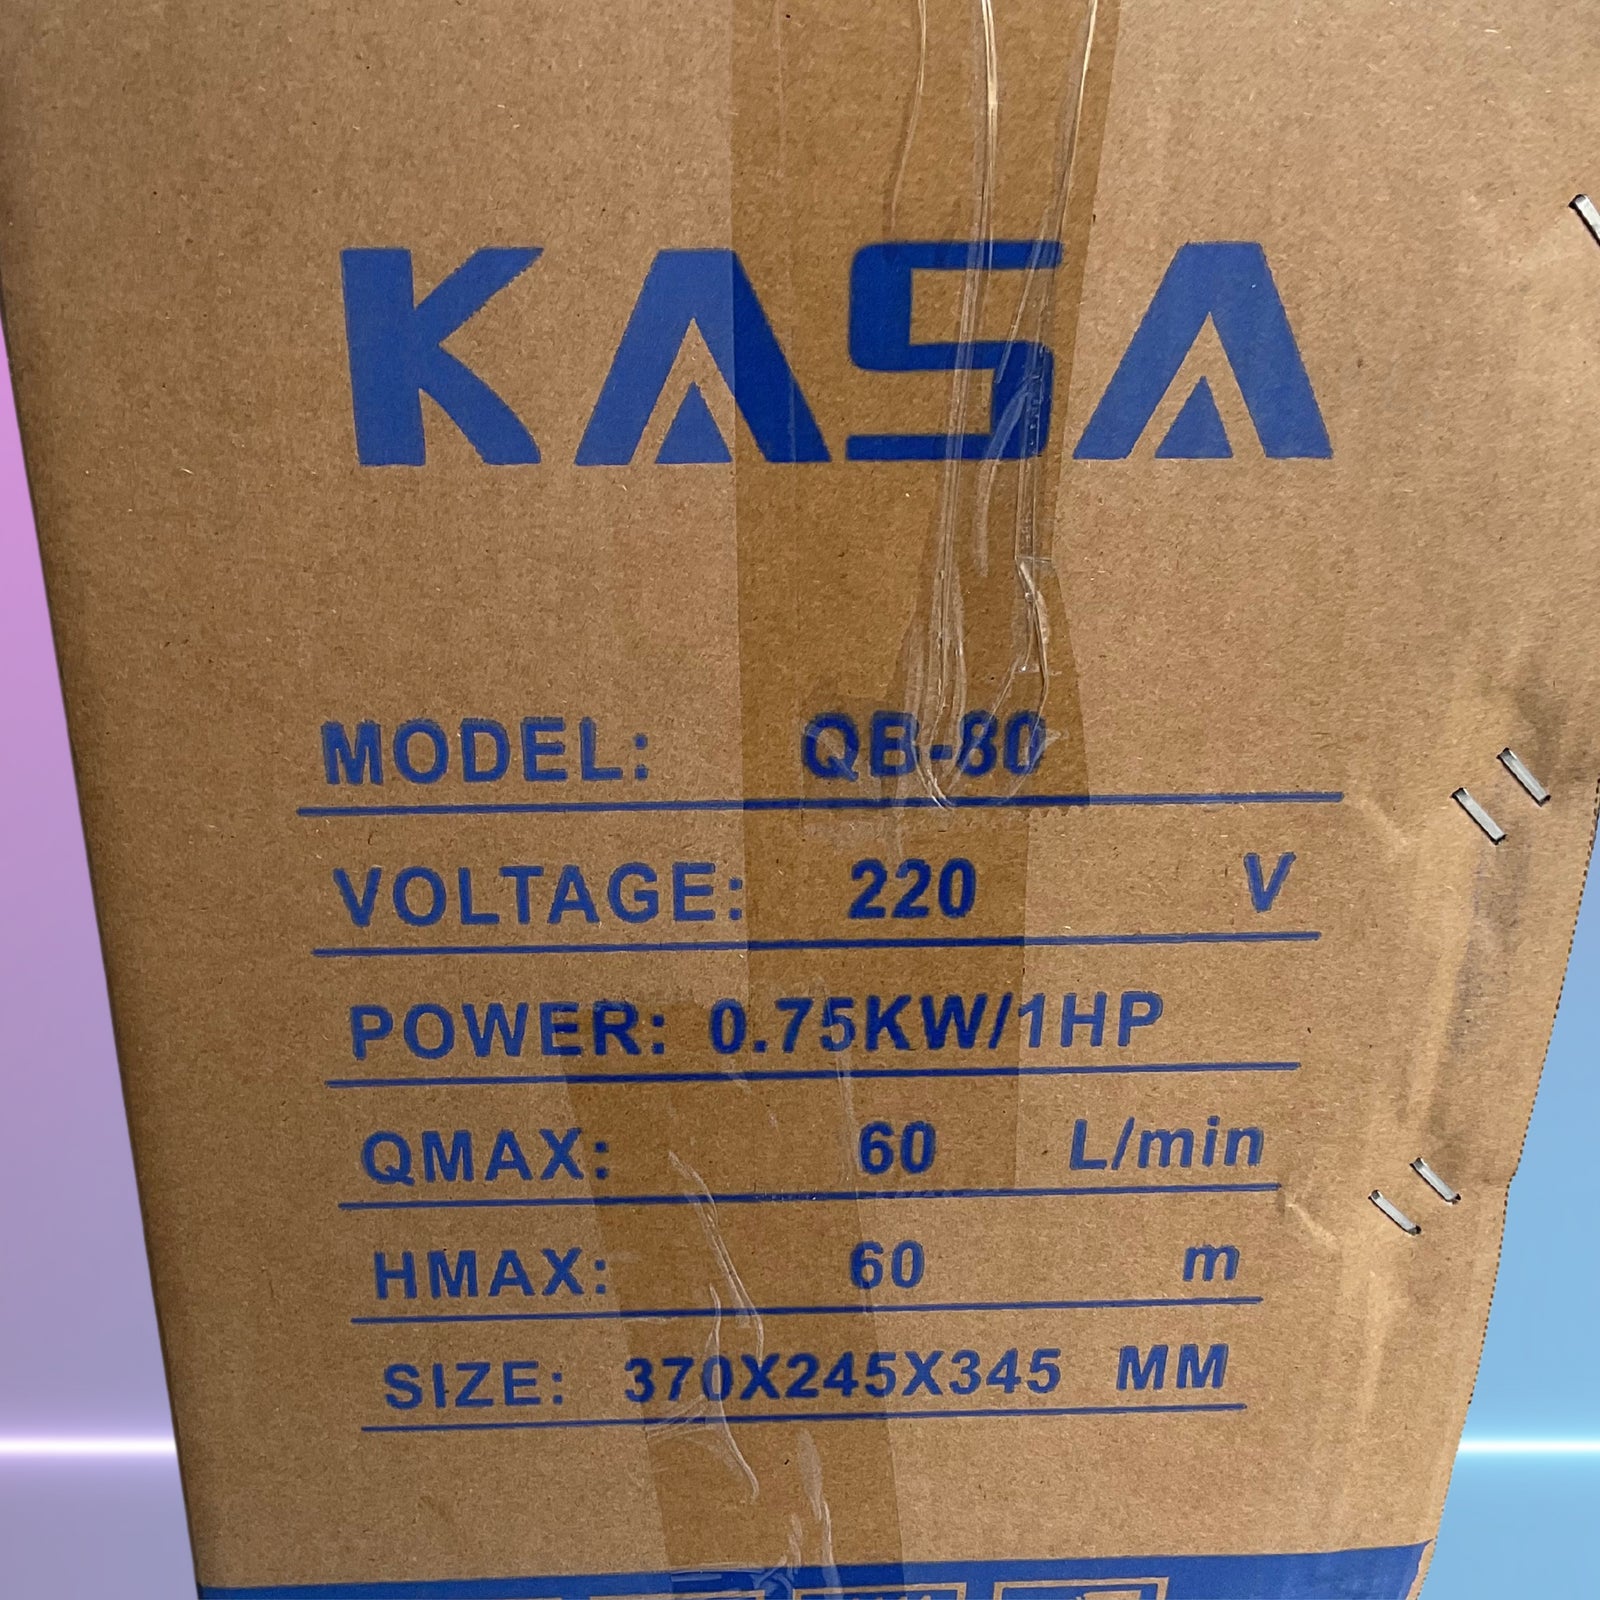 KASA
MODEL: QB-80
VOLTAGE: 220 V
POWER: 0.75KW/1HP
QMAX: 60 L/min
HMAX: 60 m
SIZE: 370X245X345 MM